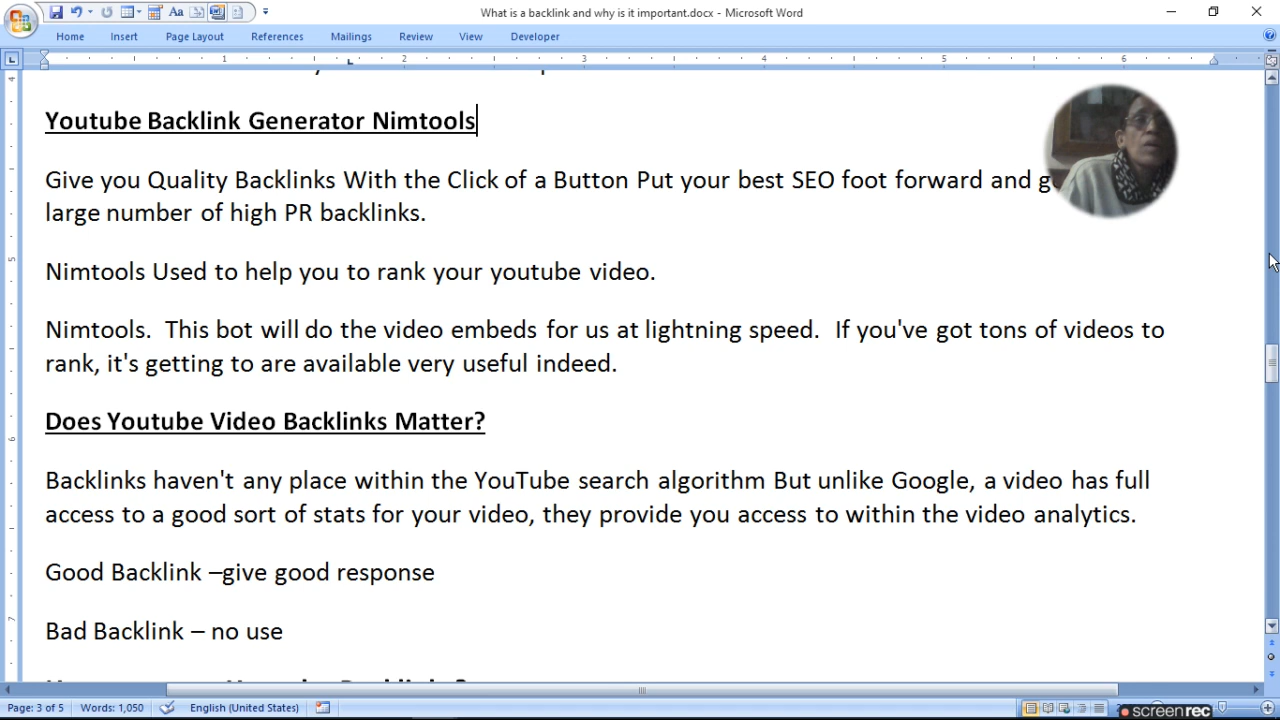 What is a backlink and why is it important.docx - Microsoft Word
Home Insert Page Layout References Mailings Review View Developer
1 2 3 4 5 6
Youtube Backlink Generator Nimtools
Give you Quality Backlinks With the Click of a Button Put your best SEO foot forward and
large number of high PR backlinks.
Nimtools Used to help you to rank your youtube video.
Nimtools.  This bot will do the video embeds for us at lightning speed.  If you've got tons of videos to
rank, it's getting to are available very useful indeed.
Does Youtube Video Backlinks Matter?
Backlinks haven't any place within the YouTube search algorithm But unlike Google, a video has full
access to a good sort of stats for your video, they provide you access to within the video analytics.
Good Backlink –give good response
Bad Backlink – no use
Page: 3 of 5 Words: 1,050 English (United States)
screenrec